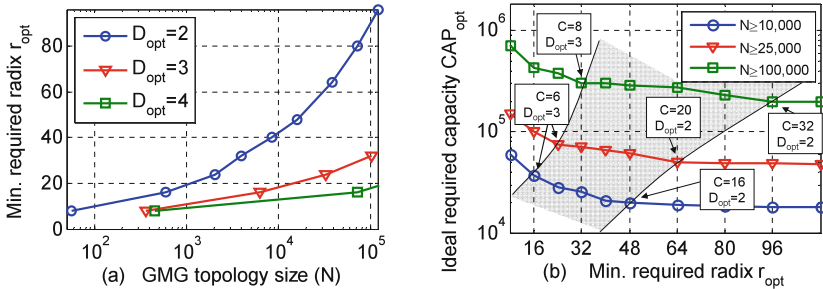 Min. required radix r_opt
80
60
40
20
0
D_opt=2
D_opt=3
D_opt=4
10^2
10^3
10^4
10^5
(a) GMG topology size (N)
Ideal required capacity CAP_opt
10^6
10^5
10^4
C=8
D_opt=3
N≥10,000
N≥25,000
N≥100,000
C=6
D_opt=3
C=20
D_opt=2
C=32
D_opt=2
C=16
D_opt=2
16
32
48
64
80
96
(b) Min. required radix r_opt